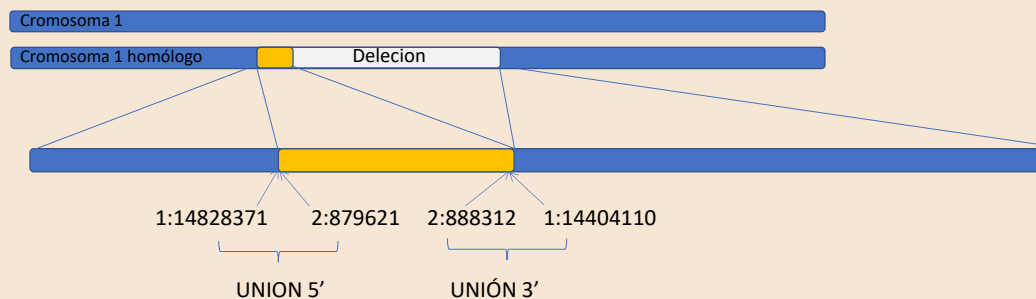 Cromosoma 1
Cromosoma 1 homólogo
Delecion
1:14828371 2:879621 2:888312 1:14404110
UNION 5’ UNIÓN 3’